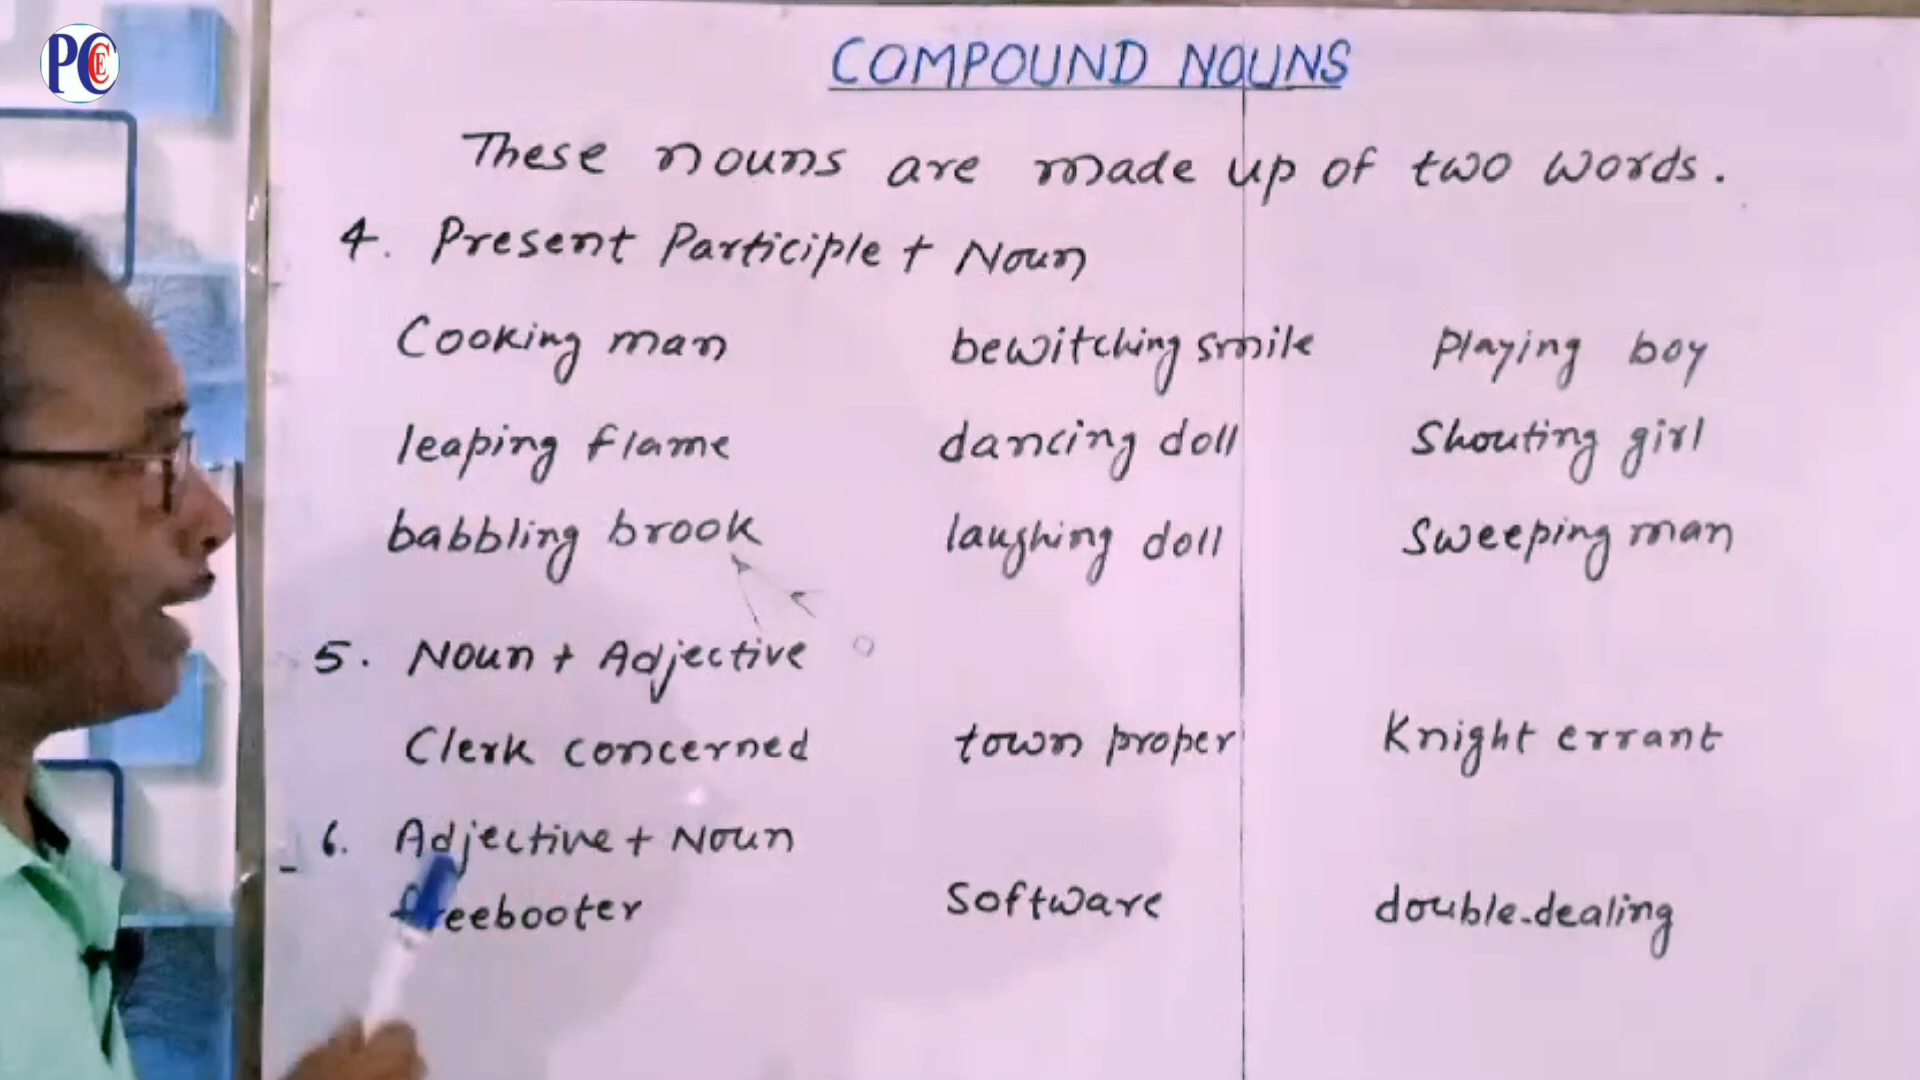 PCEC
COMPOUND NOUNS
These nouns are made up of two words.
4. Present Participle + Noun
Cooking man bewitching smile Playing boy
leaping flame dancing doll Shouting girl
babbling brook laughing doll Sweeping man
5. Noun + Adjective
Clerk concerned town proper Knight errant
6. Adjective + Noun
freebooter Software double-dealing